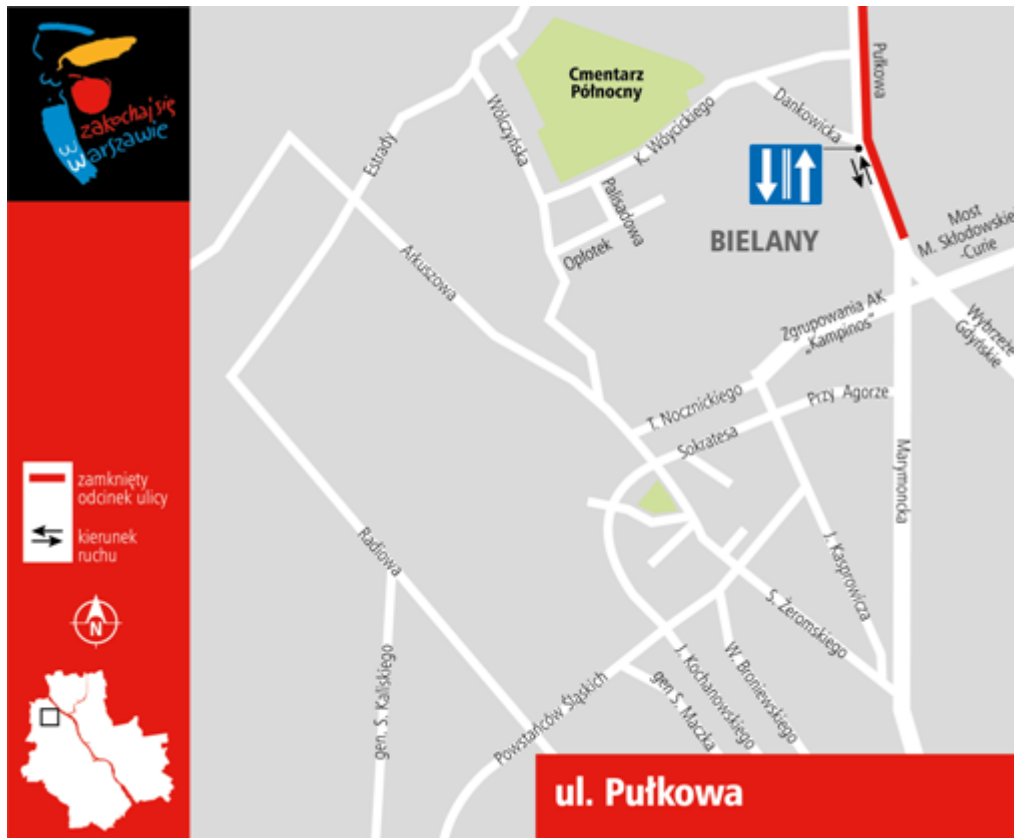 zakochaj się
w
Warszawie
zamknięty
odcinek ulicy
kierunek
ruchu
N
Cmentarz
Północny
Pułkowa
Dankowicka
K. Wóycickiego
Wólczyńska
Estrady
Palisadowa
Opłotek
BIELANY
Most
M. Skłodowskiej
-Curie
Arkuszowa
Zgrupowania AK
„Kampinos”
Wybrzeże
Gdyńskie
T. Nocznickiego
Przy Agorze
Sokratesa
Marymoncka
Radiowa
J. Kasprowicza
S. Żeromskiego
gen. S. Kaliskiego
Powstańców Śląskich
gen. S. Maczka
J. Kochanowskiego
W. Broniewskiego
ul. Pułkowa